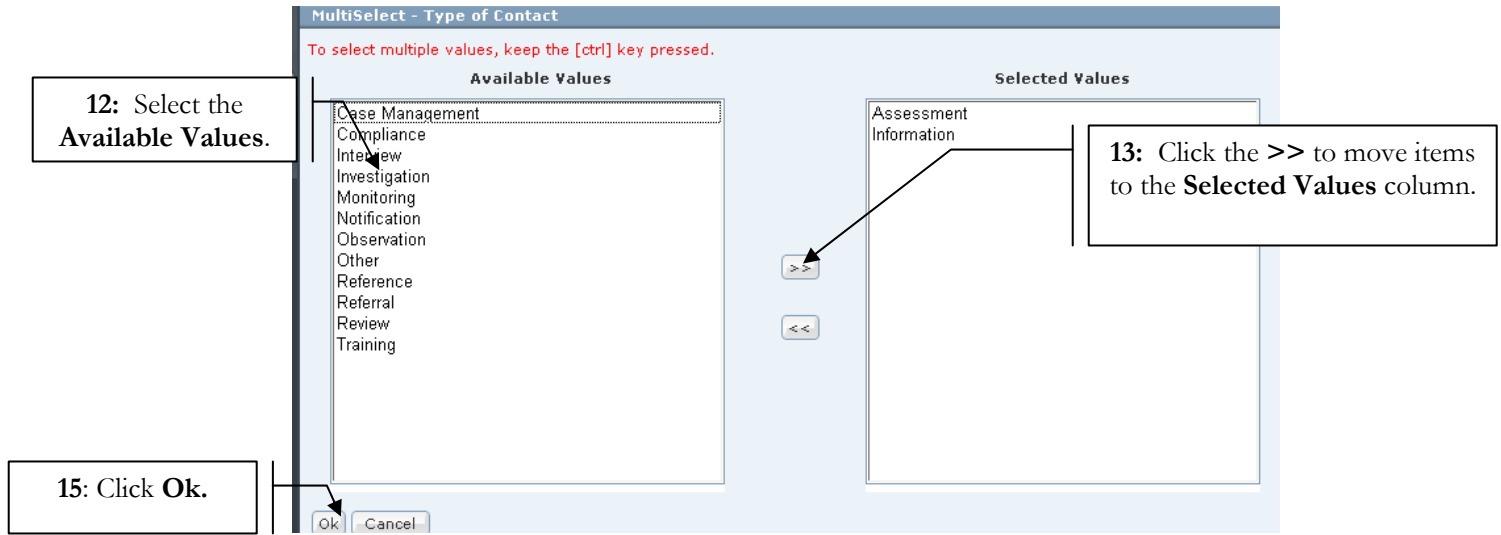 MultiSelect - Type of Contact
To select multiple values, keep the [ctrl] key pressed.
Available Values
Selected Values
12: Select the
Available Values.
Case Management
Compliance
Interview
Investigation
Monitoring
Notification
Observation
Other
Reference
Referral
Review
Training
>>
<<
Assessment
Information
13: Click the >> to move items
to the Selected Values column.
15: Click Ok.
Ok
Cancel